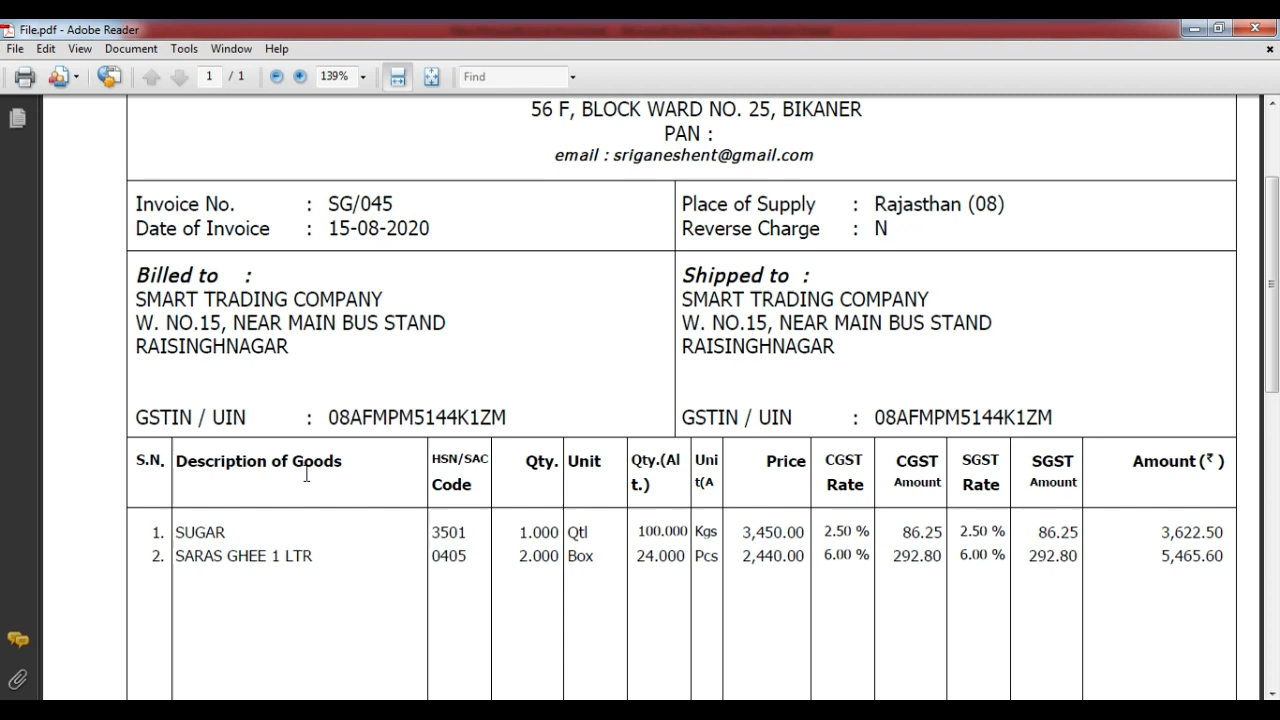 File.pdf - Adobe Reader
File Edit View Document Tools Window Help
1 / 1 139% Find
56 F, BLOCK WARD NO. 25, BIKANER
PAN :
email : sriganeshent@gmail.com
Invoice No. : SG/045 Place of Supply : Rajasthan (08)
Date of Invoice : 15-08-2020 Reverse Charge : N
Billed to : Shipped to :
SMART TRADING COMPANY SMART TRADING COMPANY
W. NO.15, NEAR MAIN BUS STAND W. NO.15, NEAR MAIN BUS STAND
RAISINGHNAGAR RAISINGHNAGAR
GSTIN / UIN : 08AFMPM5144K1ZM GSTIN / UIN : 08AFMPM5144K1ZM
S.N. Description of Goods HSN/SAC Qty. Unit Qty.(Al Uni Price CGST CGST SGST SGST Amount (₹ )
Code t.) t(A Rate Amount Rate Amount
1. SUGAR 3501 1.000 Qtl 100.000 Kgs 3,450.00 2.50 % 86.25 2.50 % 86.25 3,622.50
2. SARAS GHEE 1 LTR 0405 2.000 Box 24.000 Pcs 2,440.00 6.00 % 292.80 6.00 % 292.80 5,465.60